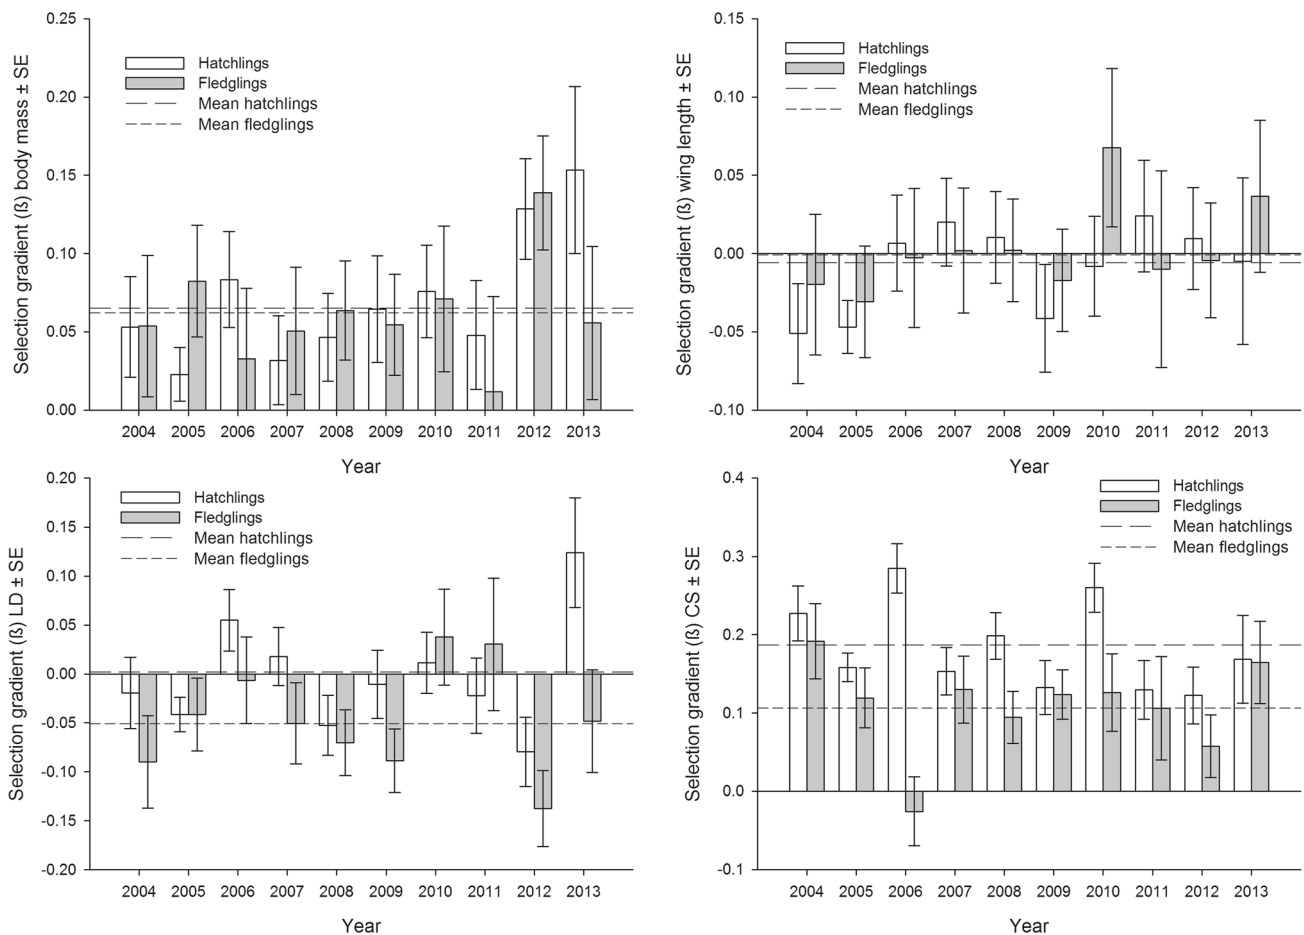 Selection gradient (ß) body mass ± SE
0.25
0.20
0.15
0.10
0.05
0.00
Hatchlings
Fledglings
Mean hatchlings
Mean fledglings
2004 2005 2006 2007 2008 2009 2010 2011 2012 2013
Year
Selection gradient (ß) wing length ± SE
0.15
0.10
0.05
0.00
-0.05
-0.10
Hatchlings
Fledglings
Mean hatchlings
Mean fledglings
2004 2005 2006 2007 2008 2009 2010 2011 2012 2013
Year
Selection gradient (ß) LD ± SE
0.20
0.15
0.10
0.05
0.00
-0.05
-0.10
-0.15
-0.20
Hatchlings
Fledglings
Mean hatchlings
Mean fledglings
2004 2005 2006 2007 2008 2009 2010 2011 2012 2013
Year
Selection gradient (ß) CS ± SE
0.4
0.3
0.2
0.1
0.0
-0.1
Hatchlings
Fledglings
Mean hatchlings
Mean fledglings
2004 2005 2006 2007 2008 2009 2010 2011 2012 2013
Year